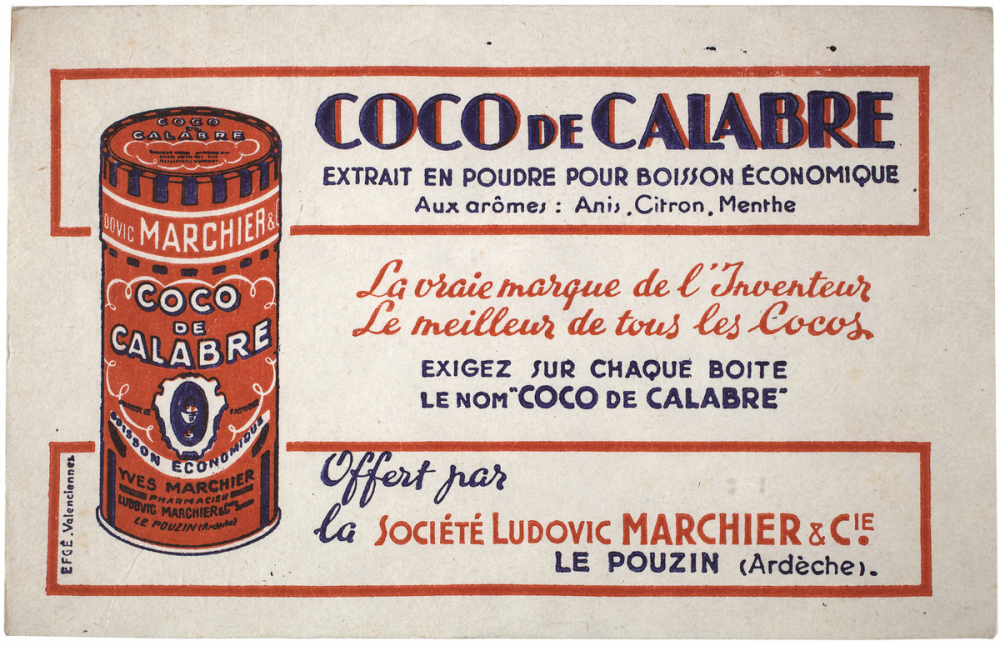 COCO DE CALABRE
EXTRAIT EN POUDRE POUR BOISSON ÉCONOMIQUE
Aux arômes : Anis, Citron, Menthe
La vraie marque de l'Inventeur
Le meilleur de tous les Cocos
EXIGEZ SUR CHAQUE BOITE
LE NOM "COCO DE CALABRE"
Offert par
la SOCIÉTÉ LUDOVIC MARCHIER & CIE
LE POUZIN (Ardèche).
COCO
DE
CALABRE
DOVIC MARCHIER &
COCO
DE
CALABRE
BOISSON ECONOMIQUE
YVES MARCHIER
PHARMACIEN
LUDOVIC MARCHIER &
LE POUZIN (Ardèche)
EFGÉ. Valenciennes